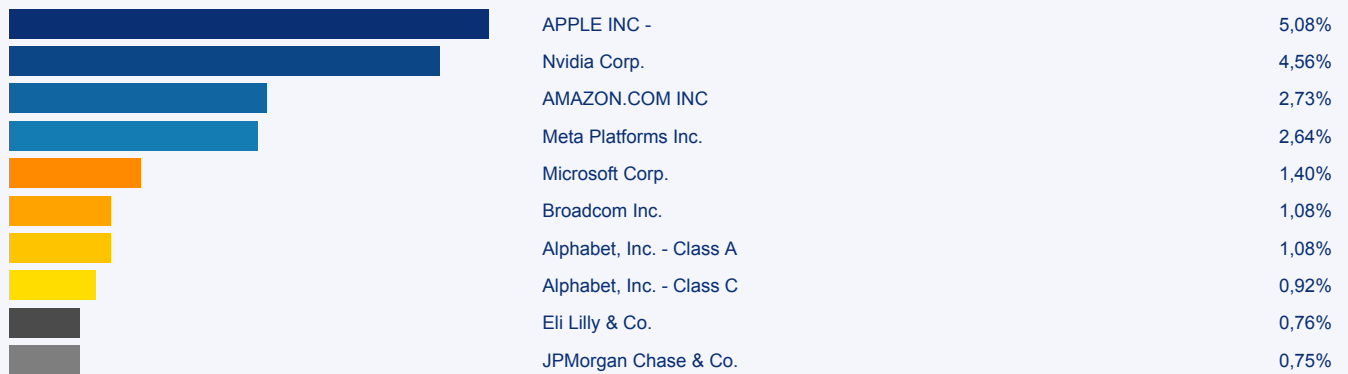 APPLE INC - 5,08%
Nvidia Corp. 4,56%
AMAZON.COM INC 2,73%
Meta Platforms Inc. 2,64%
Microsoft Corp. 1,40%
Broadcom Inc. 1,08%
Alphabet, Inc. - Class A 1,08%
Alphabet, Inc. - Class C 0,92%
Eli Lilly & Co. 0,76%
JPMorgan Chase & Co. 0,75%